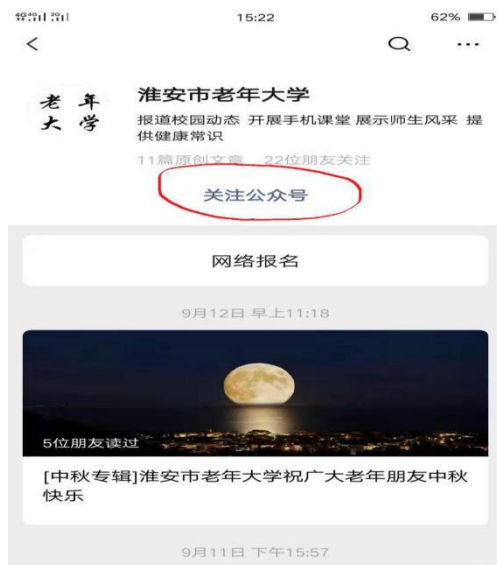 15:22
62%
老年
大学
淮安市老年大学
报道校园动态 开展手机课堂 展示师生风采 提
供健康常识
11篇原创文章 22位朋友关注
关注公众号
网络报名
9月12日 早上11:18
5位朋友读过
[中秋专辑]淮安市老年大学祝广大老年朋友中秋
快乐
9月11日 下午15:57